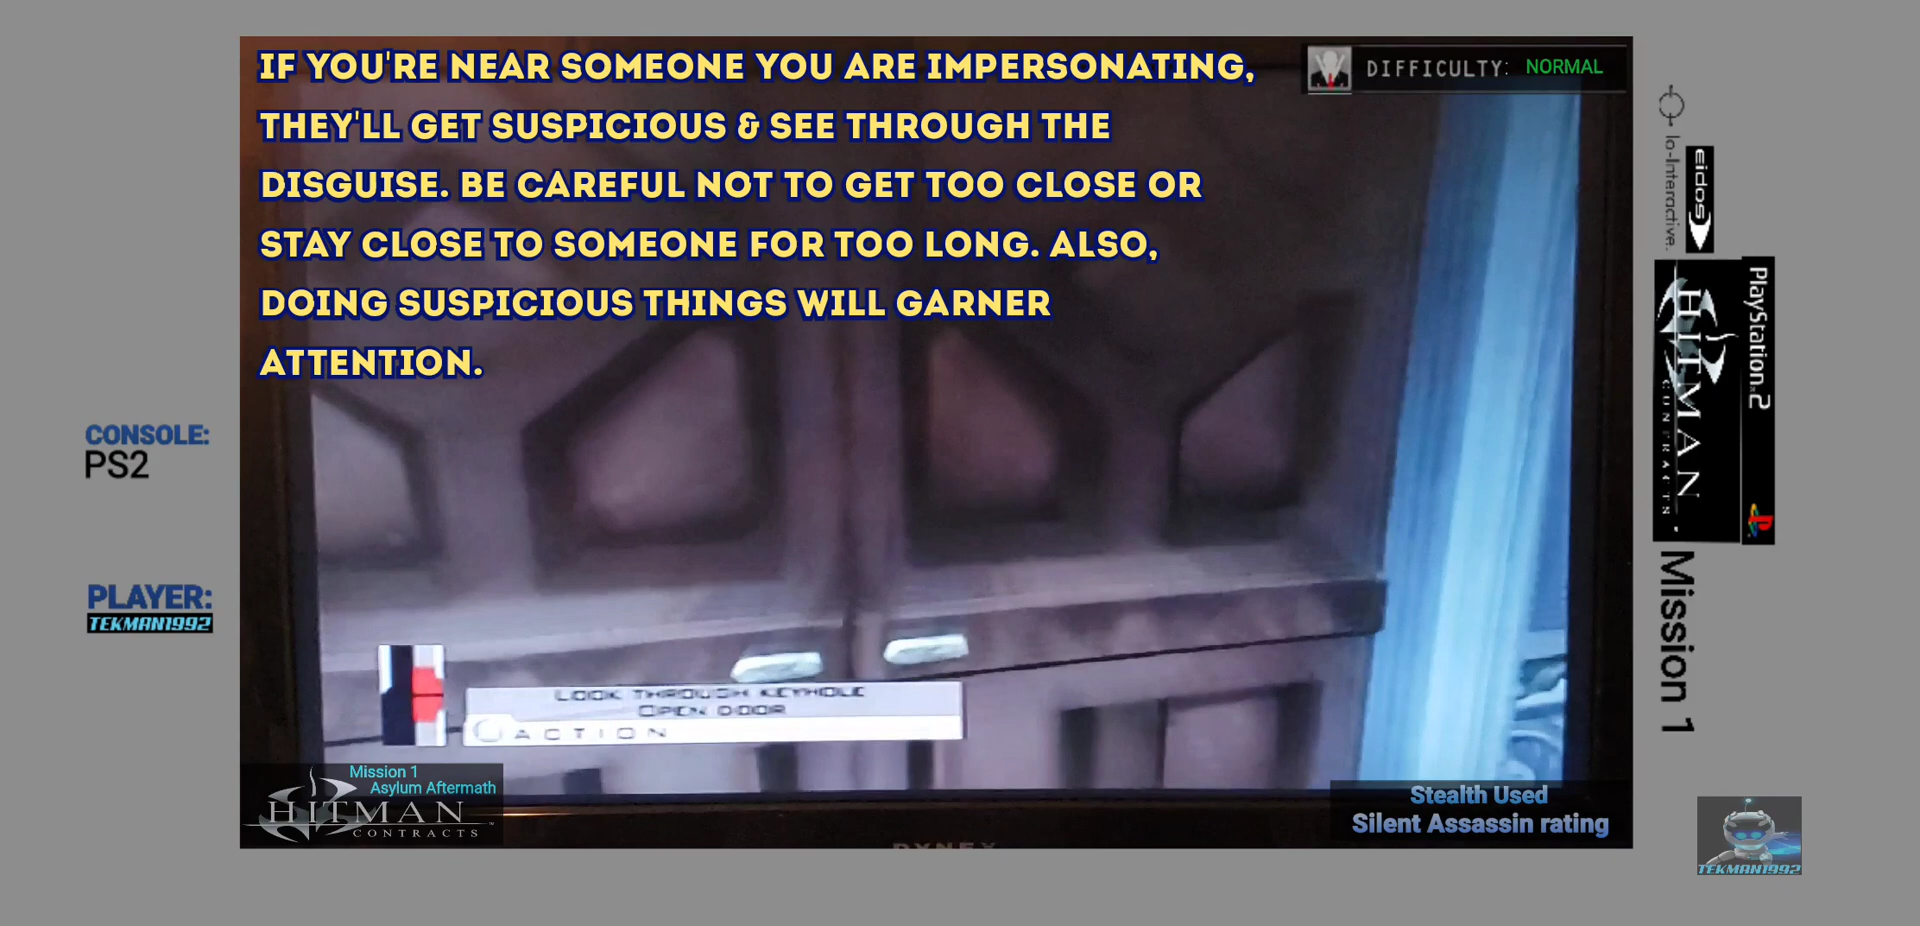 IF YOU'RE NEAR SOMEONE YOU ARE IMPERSONATING,
THEY'LL GET SUSPICIOUS & SEE THROUGH THE
DISGUISE. BE CAREFUL NOT TO GET TOO CLOSE OR
STAY CLOSE TO SOMEONE FOR TOO LONG. ALSO,
DOING SUSPICIOUS THINGS WILL GARNER
ATTENTION.
DIFFICULTY: NORMAL
CONSOLE:
PS2
PLAYER:
TEKMAN1992
LOOK THROUGH KEYHOLE
OPEN DOOR
ACTION
Mission 1
Asylum Aftermath
HITMAN
CONTRACTS
Stealth Used
Silent Assassin rating
DYNEX
Io-Interactive.
eidos
PlayStation 2
HITMAN
CONTRACTS
Mission 1
TEKMAN1992